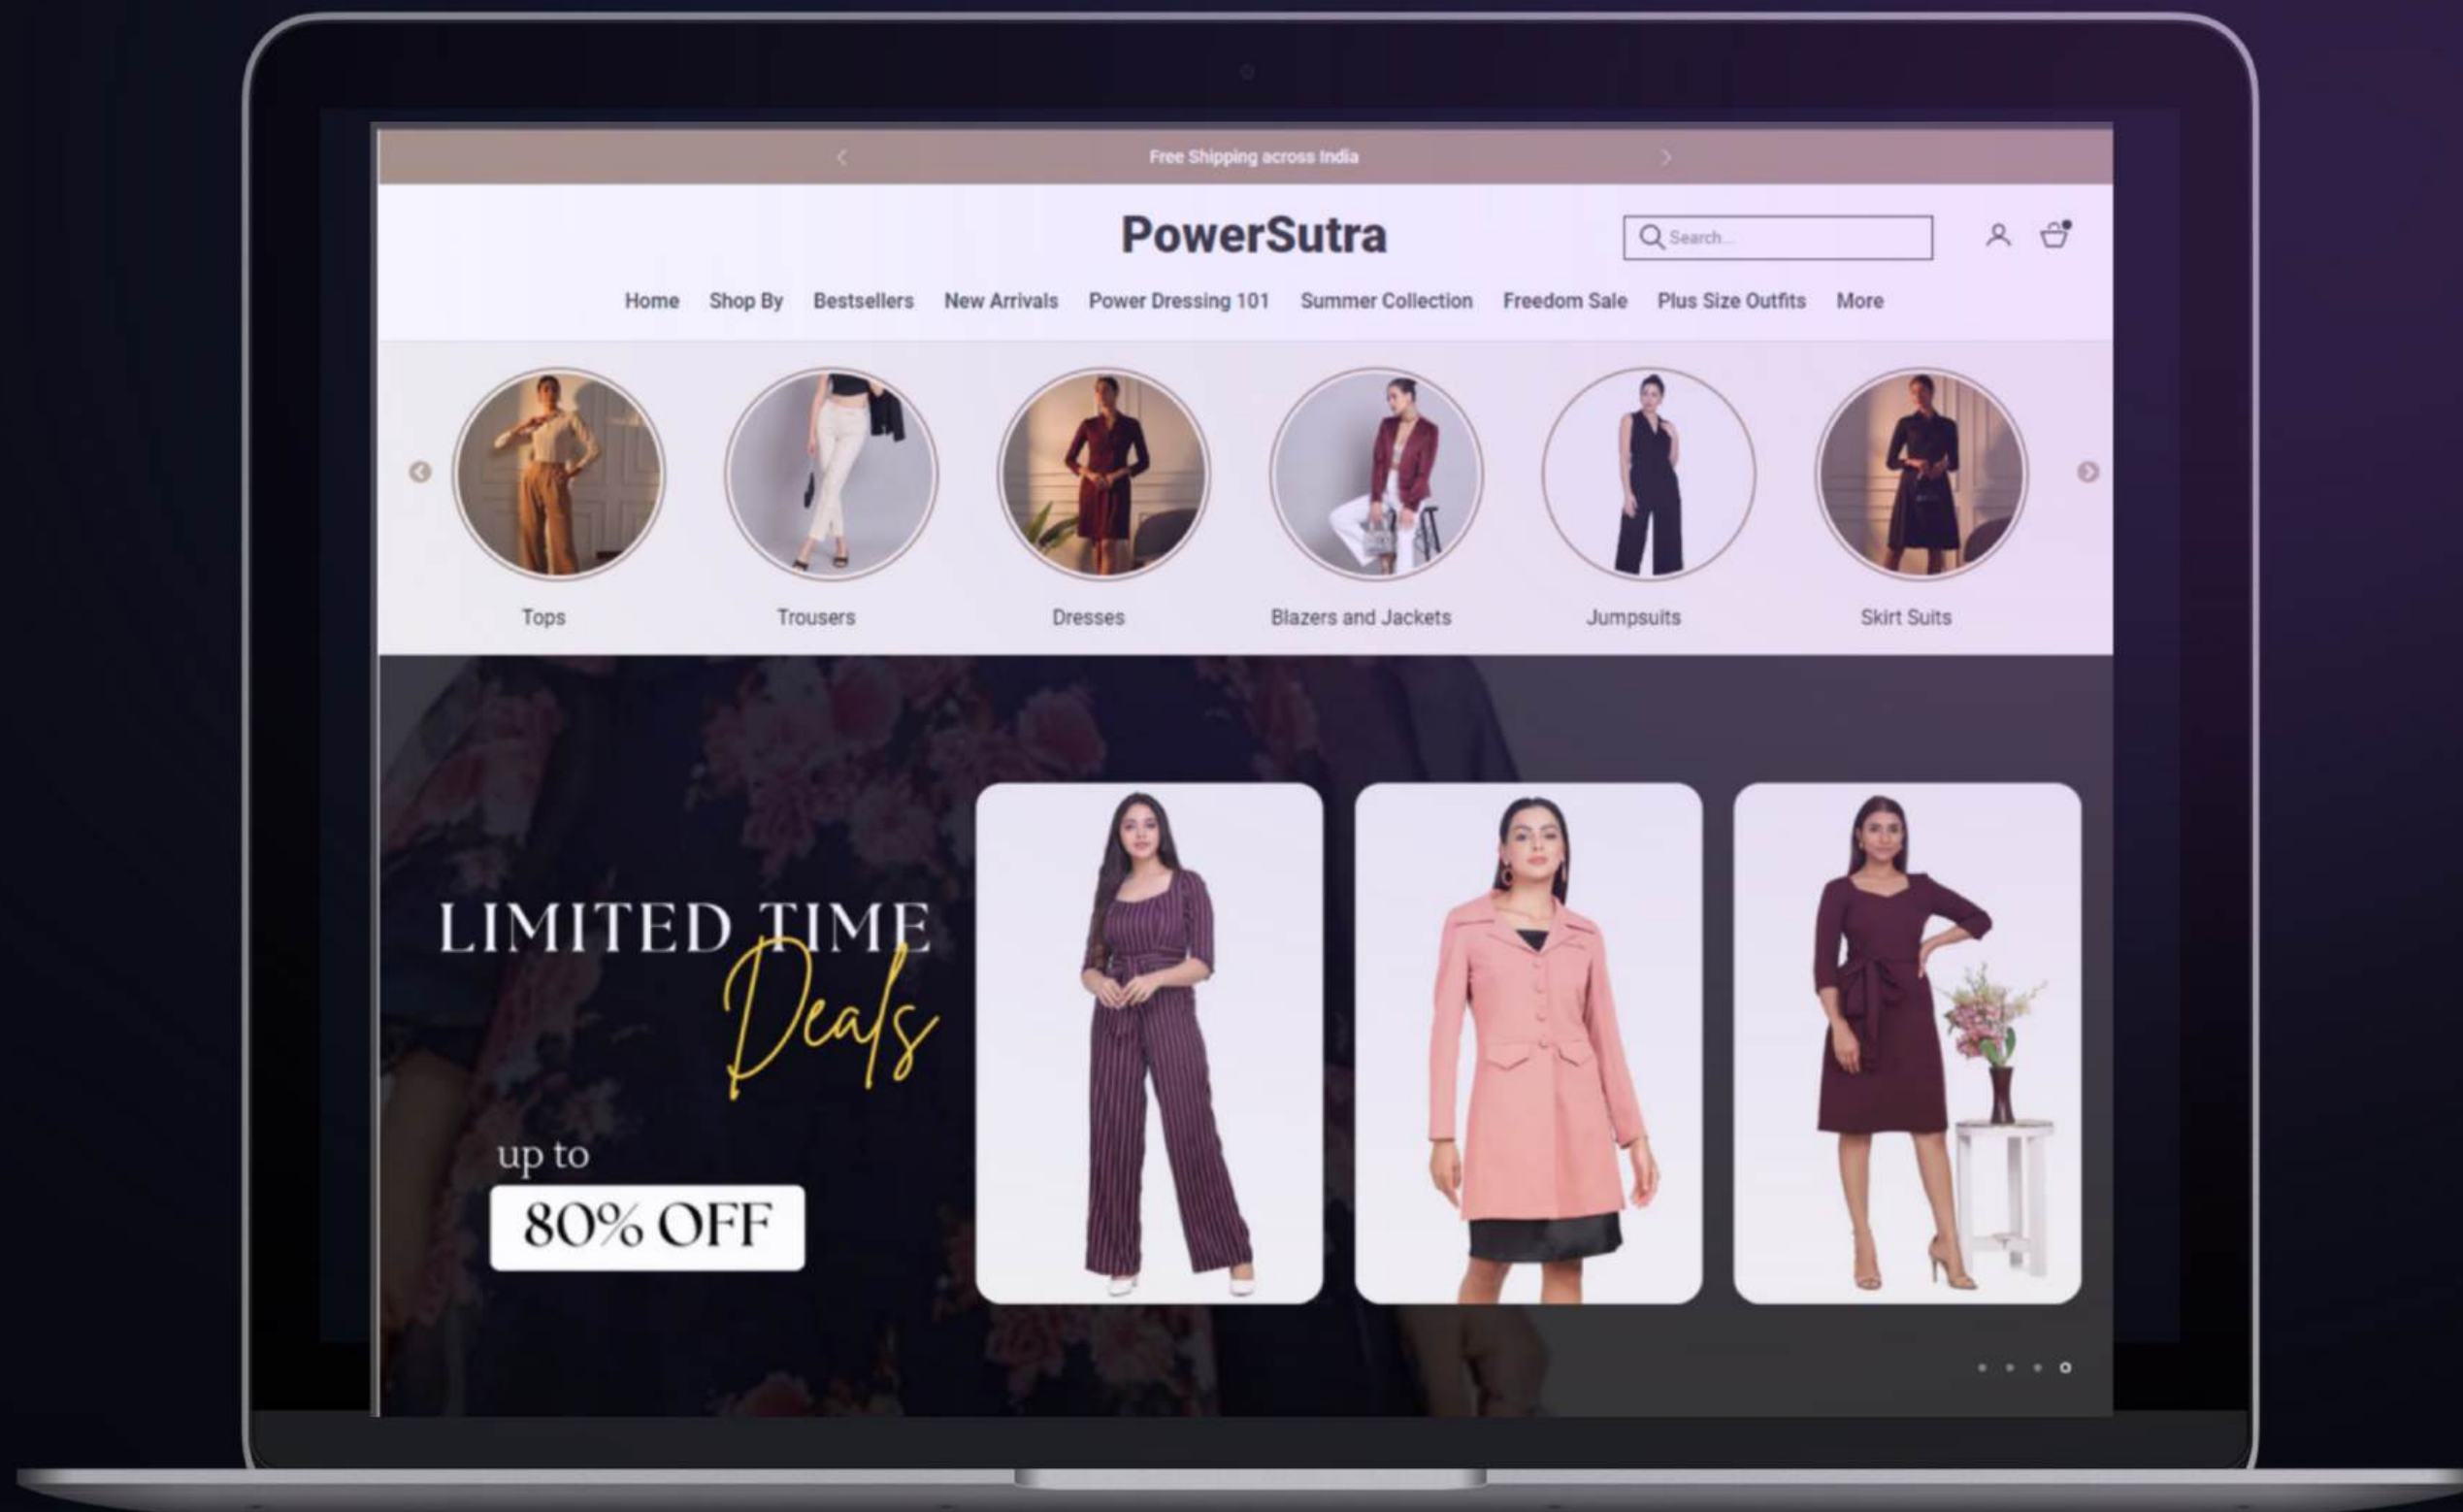 Free Shipping across India
PowerSutra
Search...
Home Shop By Bestsellers New Arrivals Power Dressing 101 Summer Collection Freedom Sale Plus Size Outfits More
Tops Trousers Dresses Blazers and Jackets Jumpsuits Skirt Suits
LIMITED TIME
Deals
up to
80% OFF